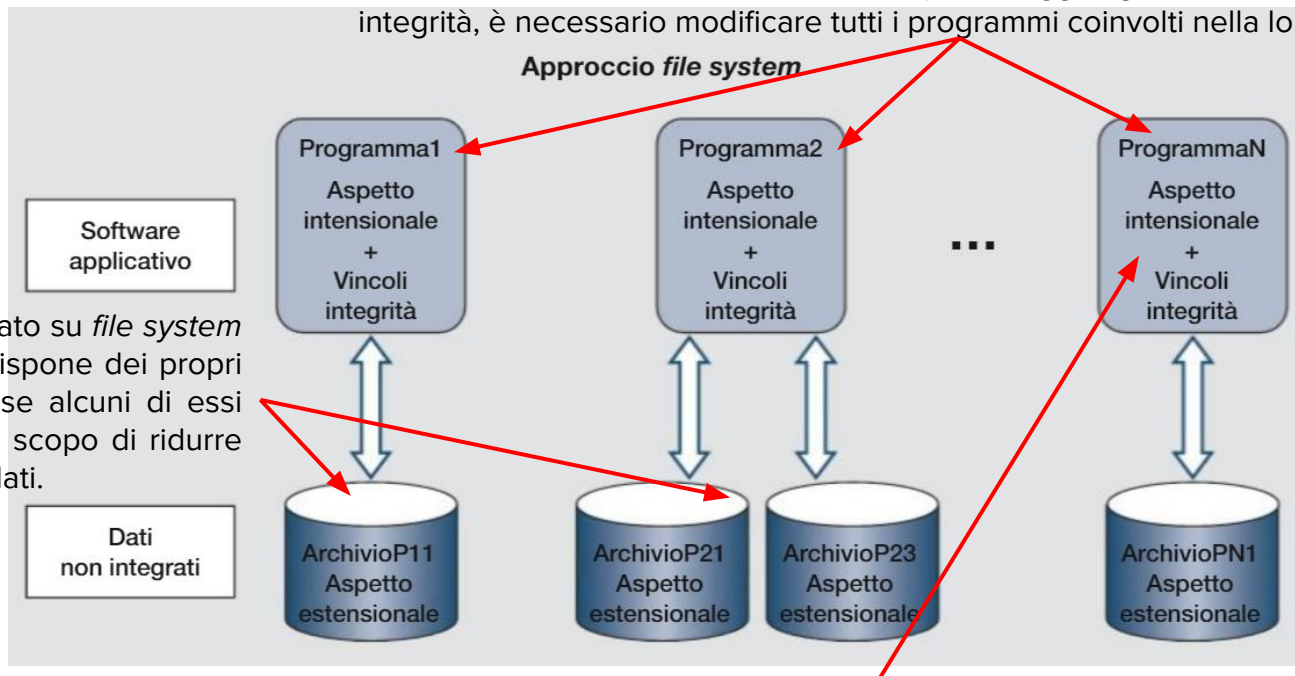 integrità, è necessario modificare tutti i programmi coinvolti nella lo
Approccio file system
Programma1
Aspetto
intensionale
+
Vincoli
integrità
Programma2
Aspetto
intensionale
+
Vincoli
integrità
...
ProgrammaN
Aspetto
intensionale
+
Vincoli
integrità
Software
applicativo
ato su file system
ispone dei propri
se alcuni di essi
scopo di ridurre
lati.
Dati
non integrati
ArchivioP11
Aspetto
estensionale
ArchivioP21
Aspetto
estensionale
ArchivioP23
Aspetto
estensionale
ArchivioPN1
Aspetto
estensionale